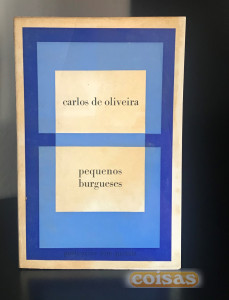 carlos de oliveira
pequenos
burgueses
coisas